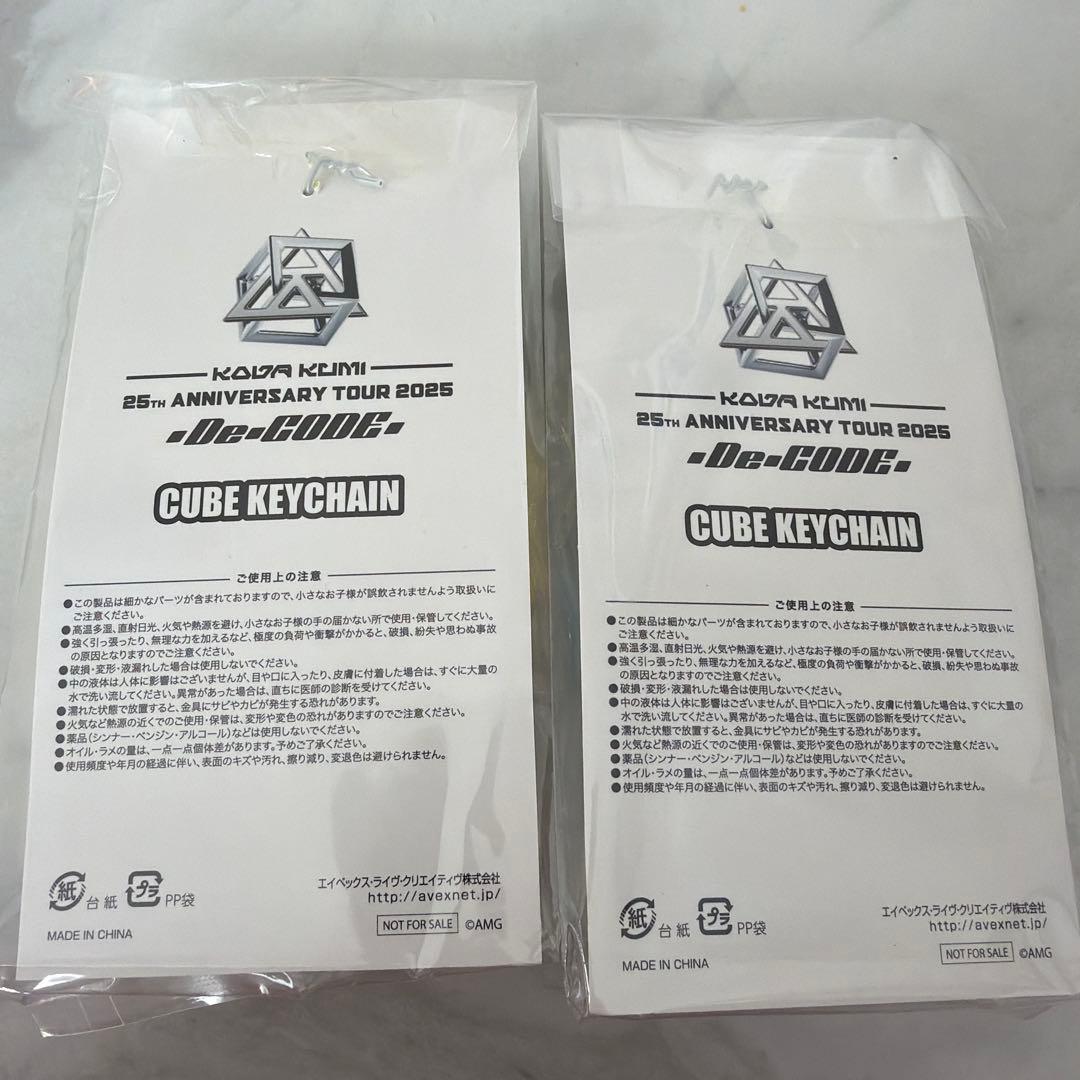 KODA KUMI
25TH ANNIVERSARY TOUR 2025
-De-CODE-
CUBE KEYCHAIN
ご使用上の注意
●この製品は細かなパーツが含まれておりますので、小さなお子様が誤飲されませんよう取扱いに
ご注意ください。
●高温多湿、直射日光、火気や熱源を避け、小さなお子様の手の届かない所で使用・保管してください。
●強く引っ張ったり、無理な力を加えるなど、極度の負荷や衝撃がかかると、破損、紛失や思わぬ事故
の原因となりますのでご注意ください。
●破損・変形・液漏れした場合は使用しないでください。
●中の液体は人体に影響はございませんが、目や口に入ったり、皮膚に付着した場合は、すぐに大量の
水で洗い流してください。異常があった場合は、直ちに医師の診断を受けてください。
●濡れた状態で放置すると、金具にサビやカビが発生する恐れがあります。
●火気など熱源の近くでのご使用・保管は、変形や変色の恐れがありますのでご注意ください。
●薬品(シンナー・ベンジン・アルコール)などは使用しないでください。
●オイル・ラメの量は、一点一点個体差があります。予めご了承ください。
●使用頻度や年月の経過に伴い、表面のキズや汚れ、擦り減り、変退色は避けられません。
紙 台紙 プラ PP袋
エイベックス・ライヴ・クリエイティヴ株式会社
http://avexnet.jp/
MADE IN CHINA
NOT FOR SALE ©AMG
KODA KUMI
25TH ANNIVERSARY TOUR 2025
-De-CODE-
CUBE KEYCHAIN
ご使用上の注意
●この製品は細かなパーツが含まれておりますので、小さなお子様が誤飲されませんよう取扱いに
ご注意ください。
●高温多湿、直射日光、火気や熱源を避け、小さなお子様の手の届かない所で使用・保管してください。
●強く引っ張ったり、無理な力を加えるなど、極度の負荷や衝撃がかかると、破損、紛失や思わぬ事故
の原因となりますのでご注意ください。
●破損・変形・液漏れした場合は使用しないでください。
●中の液体は人体に影響はございませんが、目や口に入ったり、皮膚に付着した場合は、すぐに大量の
水で洗い流してください。異常があった場合は、直ちに医師の診断を受けてください。
●濡れた状態で放置すると、金具にサビやカビが発生する恐れがあります。
●火気など熱源の近くでのご使用・保管は、変形や変色の恐れがありますのでご注意ください。
●薬品(シンナー・ベンジン・アルコール)などは使用しないでください。
●オイル・ラメの量は、一点一点個体差があります。予めご了承ください。
●使用頻度や年月の経過に伴い、表面のキズや汚れ、擦り減り、変退色は避けられません。
紙 台紙 プラ PP袋
エイベックス・ライヴ・クリエイティヴ株式会社
http://avexnet.jp/
MADE IN CHINA
NOT FOR SALE ©AMG